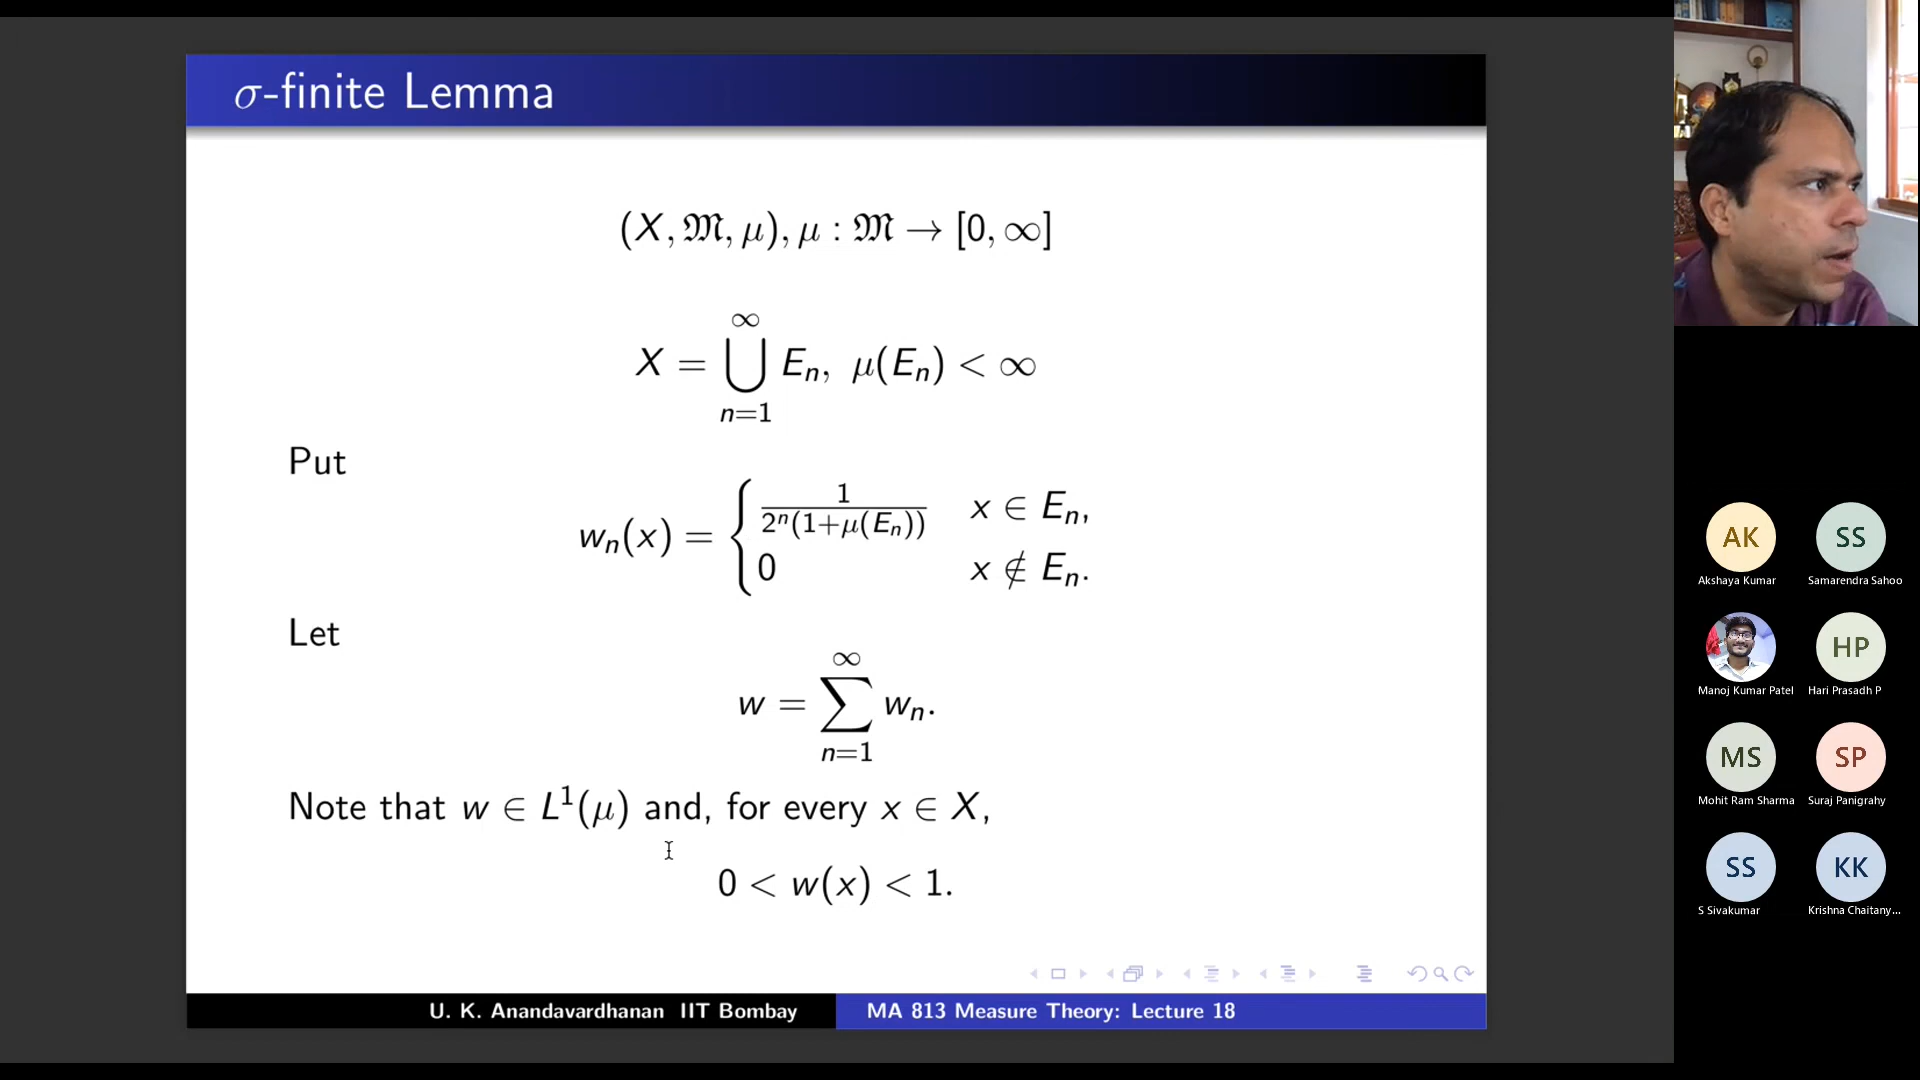 σ-finite Lemma
(X, 𝔐, μ), μ : 𝔐 → [0, ∞]
X = ⋃_{n=1}^{∞} E_n, μ(E_n) < ∞
Put
w_n(x) = { 1/(2^n(1+μ(E_n))) x ∈ E_n,
0 x ∉ E_n.
Let
w = ∑_{n=1}^{∞} w_n.
Note that w ∈ L^1(μ) and, for every x ∈ X,
0 < w(x) < 1.
U. K. Anandavardhanan IIT Bombay
MA 813 Measure Theory: Lecture 18
AK
SS
Akshaya Kumar
Samarendra Sahoo
HP
Manoj Kumar Patel
Hari Prasadh P
MS
SP
Mohit Ram Sharma
Suraj Panigrahy
SS
KK
S Sivakumar
Krishna Chaitany...